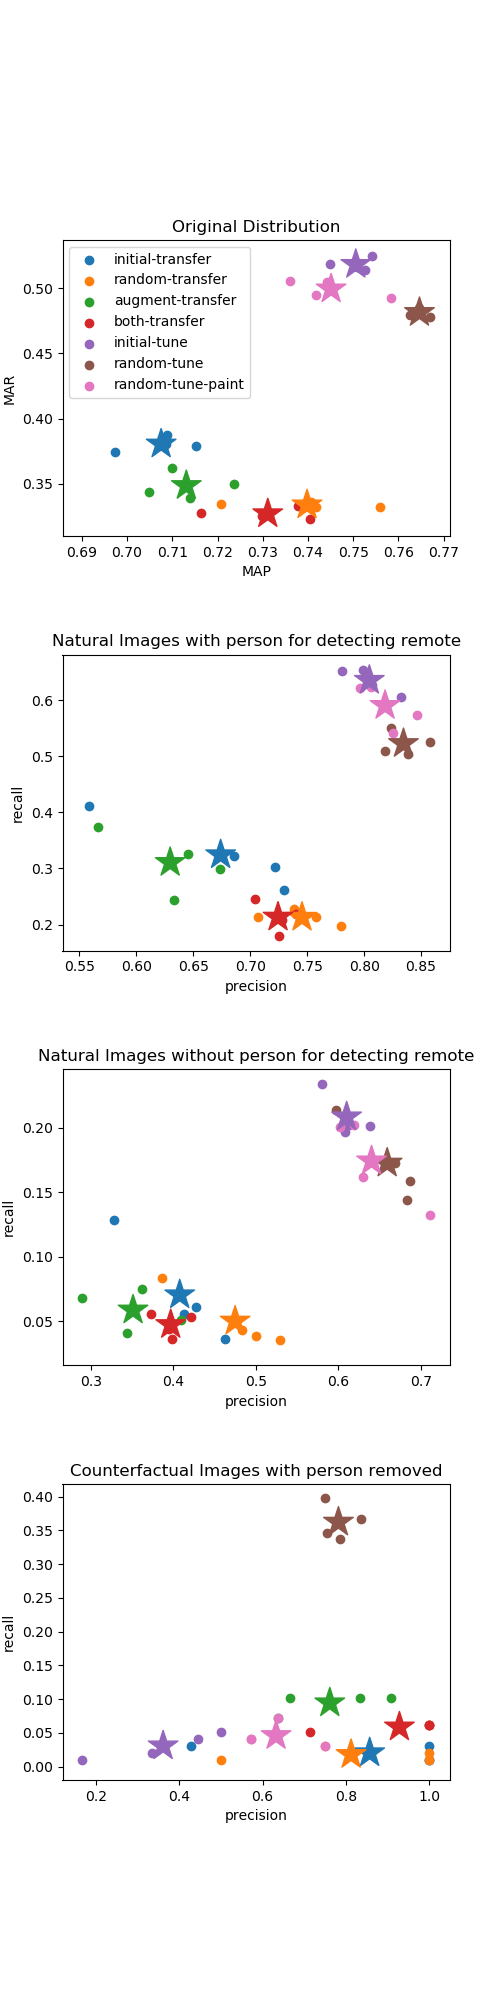 Original Distribution
initial-transfer
random-transfer
augment-transfer
both-transfer
initial-tune
random-tune
random-tune-paint
0.50
0.45
0.40
0.35
MAR
0.69 0.70 0.71 0.72 0.73 0.74 0.75 0.76 0.77
MAP
Natural Images with person for detecting remote
0.6
0.5
0.4
0.3
0.2
recall
0.55 0.60 0.65 0.70 0.75 0.80 0.85
precision
Natural Images without person for detecting remote
0.20
0.15
0.10
0.05
recall
0.3 0.4 0.5 0.6 0.7
precision
Counterfactual Images with person removed
0.40
0.35
0.30
0.25
0.20
0.15
0.10
0.05
0.00
recall
0.2 0.4 0.6 0.8 1.0
precision